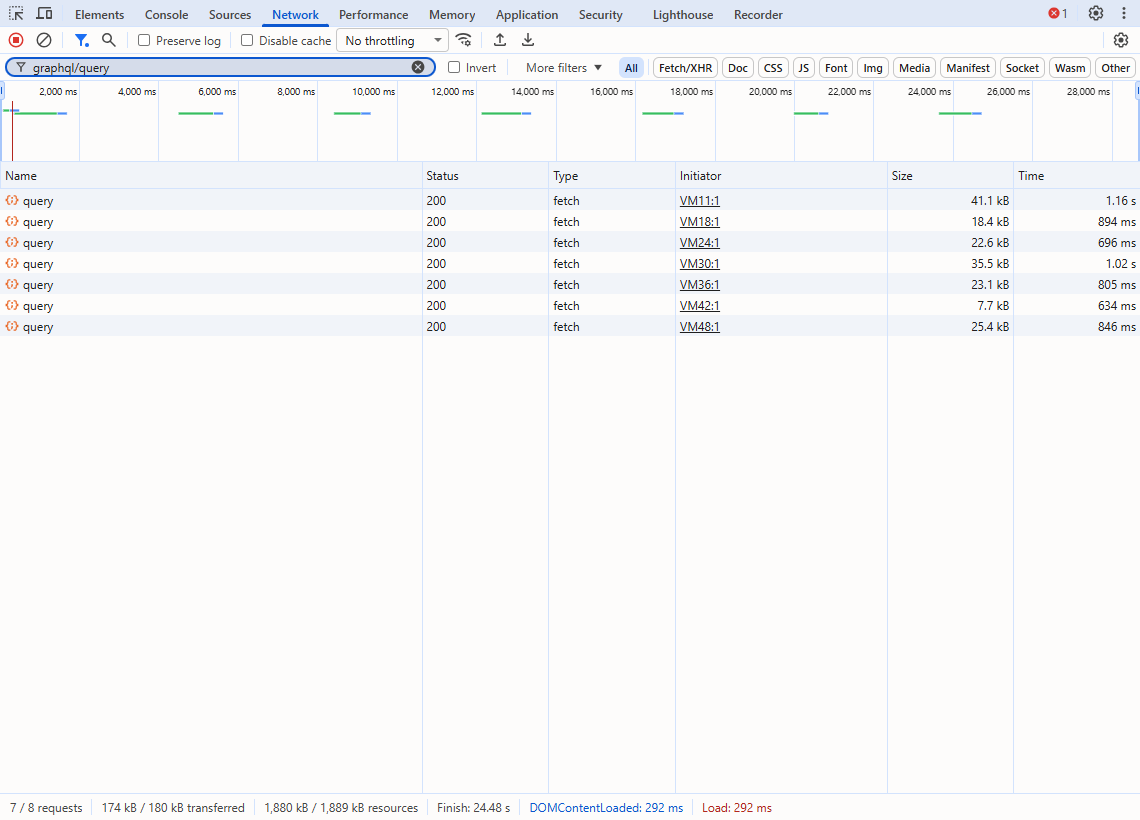 Elements Console Sources Network Performance Memory Application Security Lighthouse Recorder 1
Preserve log Disable cache No throttling
graphql/query Invert More filters All Fetch/XHR Doc CSS JS Font Img Media Manifest Socket Wasm Other
2,000 ms 4,000 ms 6,000 ms 8,000 ms 10,000 ms 12,000 ms 14,000 ms 16,000 ms 18,000 ms 20,000 ms 22,000 ms 24,000 ms 26,000 ms 28,000 ms
Name Status Type Initiator Size Time
query 200 fetch VM11:1 41.1 kB 1.16 s
query 200 fetch VM18:1 18.4 kB 894 ms
query 200 fetch VM24:1 22.6 kB 696 ms
query 200 fetch VM30:1 35.5 kB 1.02 s
query 200 fetch VM36:1 23.1 kB 805 ms
query 200 fetch VM42:1 7.7 kB 634 ms
query 200 fetch VM48:1 25.4 kB 846 ms
7 / 8 requests 174 kB / 180 kB transferred 1,880 kB / 1,889 kB resources Finish: 24.48 s DOMContentLoaded: 292 ms Load: 292 ms